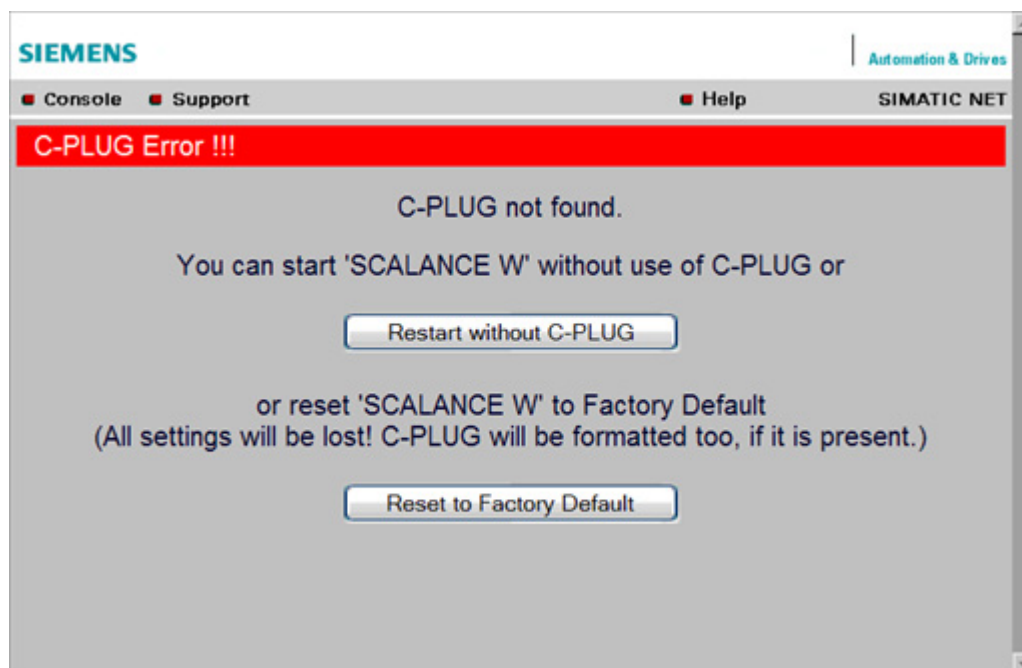 SIEMENS
Automation & Drives
Console Support Help SIMATIC NET
C-PLUG Error !!!
C-PLUG not found.
You can start 'SCALANCE W' without use of C-PLUG or
Restart without C-PLUG
or reset 'SCALANCE W' to Factory Default
(All settings will be lost! C-PLUG will be formatted too, if it is present.)
Reset to Factory Default